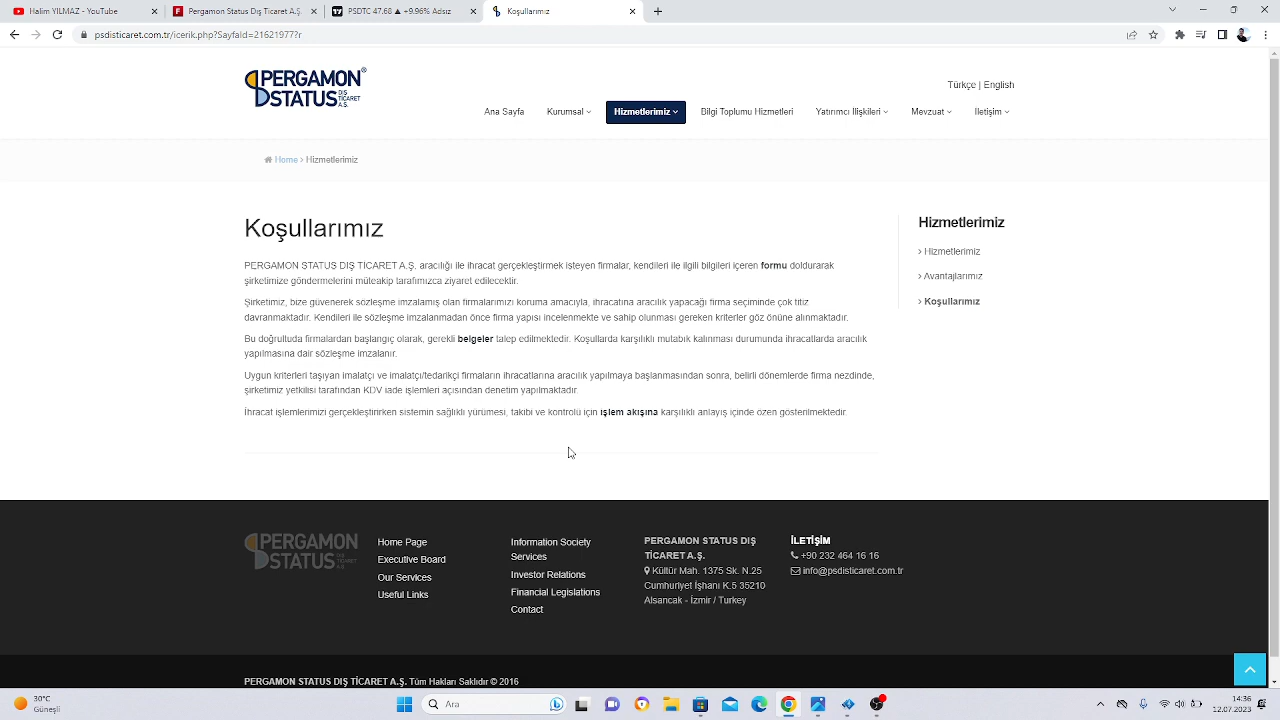 Halim YILMAZ - YouTube
Pergamon Status Dış Ticaret A.Ş.
PSDTC 47.68 ▲ +9.96% Adsız
Koşullarımız
psdisticaret.com.tr/icerik.php?SayfaId=2162197?r
PERGAMON
STATUS DIŞ TİCARET A.Ş.
Türkçe | English
Ana Sayfa Kurumsal Hizmetlerimiz Bilgi Toplumu Hizmetleri Yatırımcı İlişkileri Mevzuat İletişim
Home > Hizmetlerimiz
Koşullarımız
PERGAMON STATUS DIŞ TİCARET A.Ş. aracılığı ile ihracat gerçekleştirmek isteyen firmalar, kendileri ile ilgili bilgileri içeren formu doldurarak
şirketimize göndermelerini müteakip tarafımızca ziyaret edilecektir.
Şirketimiz, bize güvenerek sözleşme imzalamış olan firmalarımızı koruma amacıyla, ihracatına aracılık yapacağı firma seçiminde çok titiz
davranmaktadır. Kendileri ile sözleşme imzalanmadan önce firma yapısı incelenmekte ve sahip olunması gereken kriterler göz önüne alınmaktadır.
Bu doğrultuda firmalardan başlangıç olarak, gerekli belgeler talep edilmektedir. Koşullarda karşılıklı mutabık kalınması durumunda ihracatlarda aracılık
yapılmasına dair sözleşme imzalanır.
Uygun kriterleri taşıyan imalatçı ve imalatçı/tedarikçi firmaların ihracatlarına aracılık yapılmaya başlanmasından sonra, belirli dönemlerde firma nezdinde,
şirketimiz yetkilisi tarafından KDV iade işlemleri açısından denetim yapılmaktadır.
İhracat işlemlerimizi gerçekleştirirken sistemin sağlıklı yürümesi, takibi ve kontrolü için işlem akışına karşılıklı anlayış içinde özen gösterilmektedir.
Hizmetlerimiz
> Hizmetlerimiz
> Avantajlarımız
> Koşullarımız
PERGAMON
STATUS DIŞ TİCARET A.Ş.
Home Page
Executive Board
Our Services
Useful Links
Information Society
Services
Investor Relations
Financial Legislations
Contact
PERGAMON STATUS DIŞ
TİCARET A.Ş.
Kültür Mah. 1375 Sk. N.25
Cumhuriyet İşhanı K.5 35210
Alsancak - İzmir / Turkey
İLETİŞİM
+90 232 464 16 16
info@psdisticaret.com.tr
PERGAMON STATUS DIŞ TİCARET A.Ş. Tüm Hakları Saklıdır © 2016
30°C
Güneşli
Ara
14:36
12.07.2023